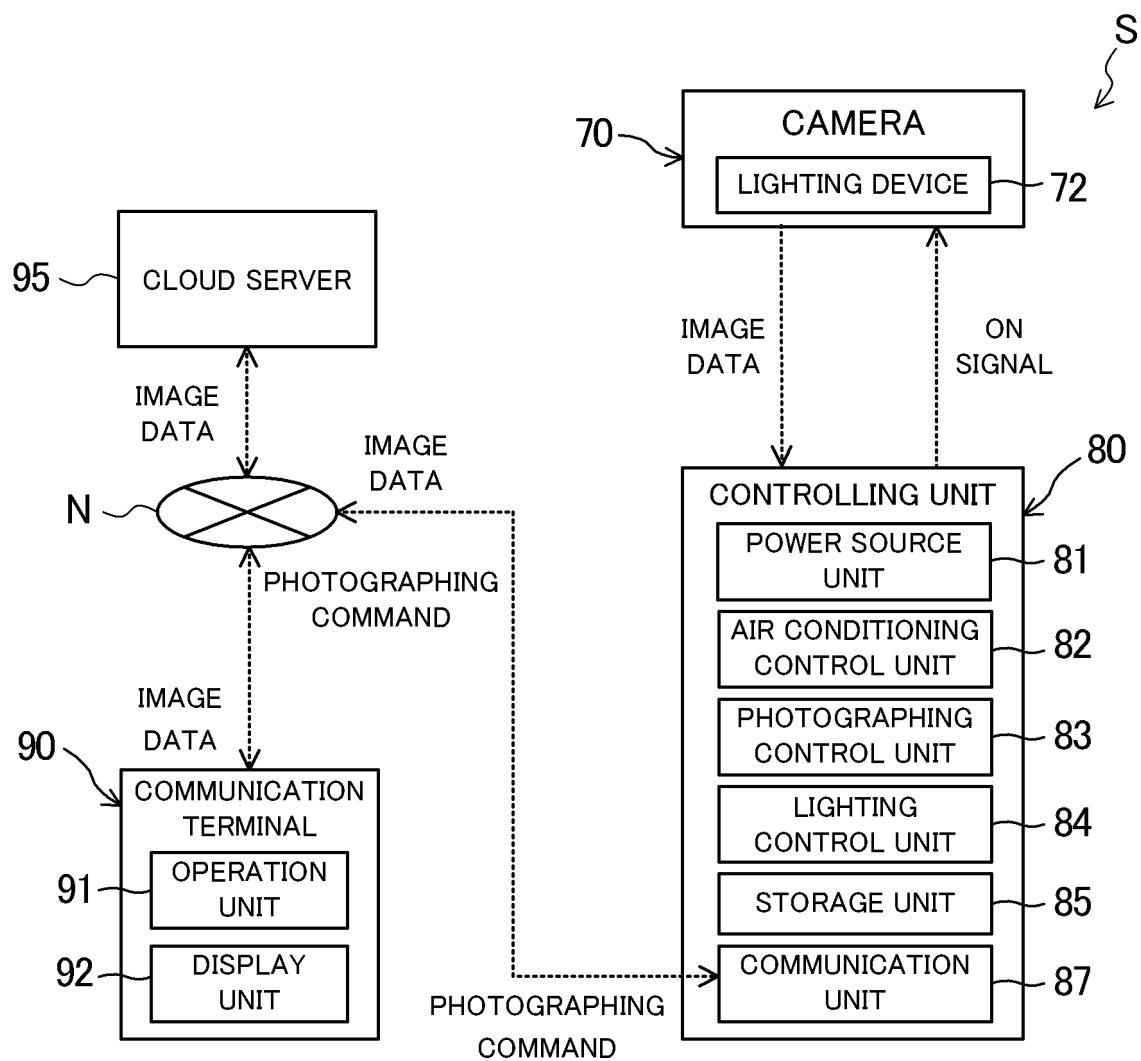 S
CAMERA
70
LIGHTING DEVICE
72
95
CLOUD SERVER
IMAGE
DATA
ON
SIGNAL
IMAGE
DATA
IMAGE
DATA
N
80
CONTROLLING UNIT
POWER SOURCE
UNIT
81
PHOTOGRAPHING
COMMAND
AIR CONDITIONING
CONTROL UNIT
82
IMAGE
DATA
PHOTOGRAPHING
CONTROL UNIT
83
90
COMMUNICATION
TERMINAL
LIGHTING
CONTROL UNIT
84
91
OPERATION
UNIT
STORAGE UNIT
85
92
DISPLAY
UNIT
COMMUNICATION
UNIT
87
PHOTOGRAPHING
COMMAND